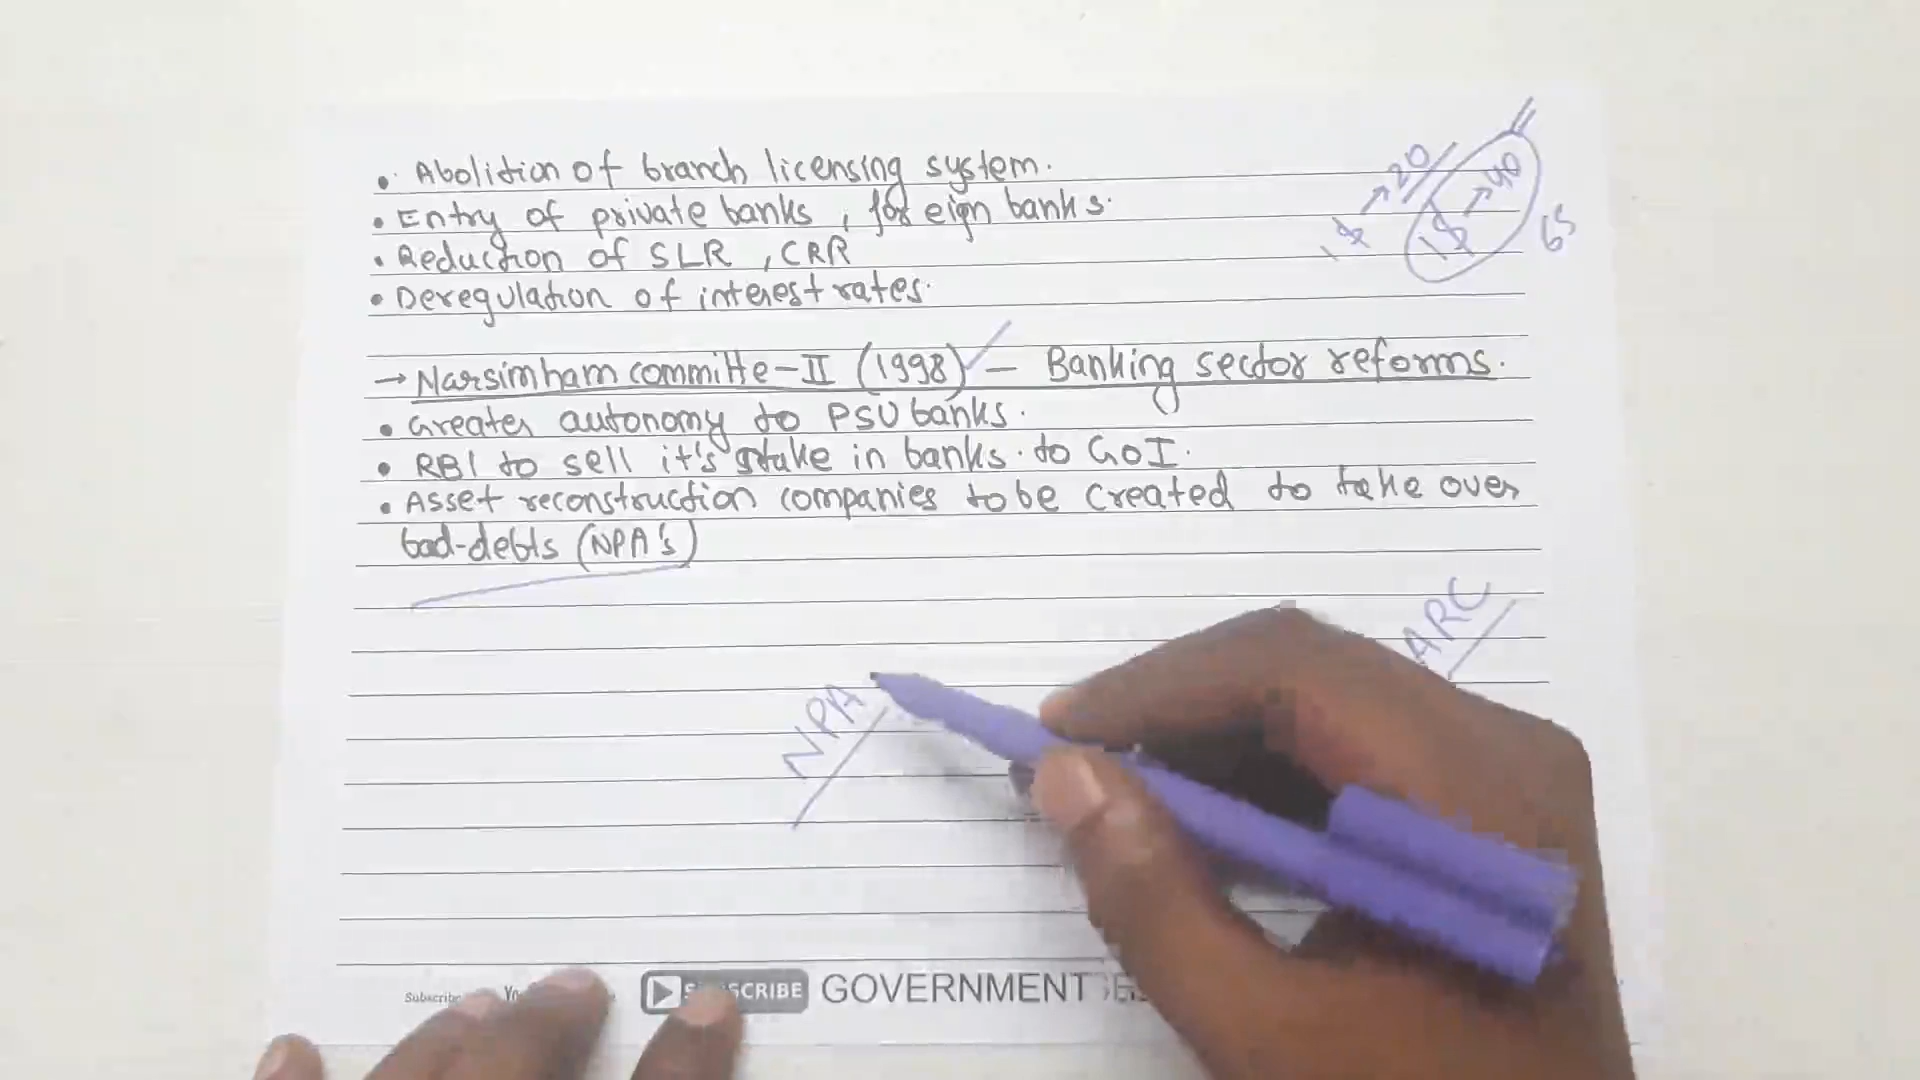 • Abolition of branch licensing system.
• Entry of private banks, foreign banks.
• Reduction of SLR, CRR
• Deregulation of interest rates.
→ Narsimham committe-II (1998) – Banking sector reforms.
• Greater autonomy to PSU banks.
• RBI to sell it's stake in banks. to GoI.
• Asset reconstruction companies to be created to take over
bad-debts (NPA's)
1$ → 20
1$ → 40
65
ARC
NPA
Subscribe
SCRIBE GOVERNMENT